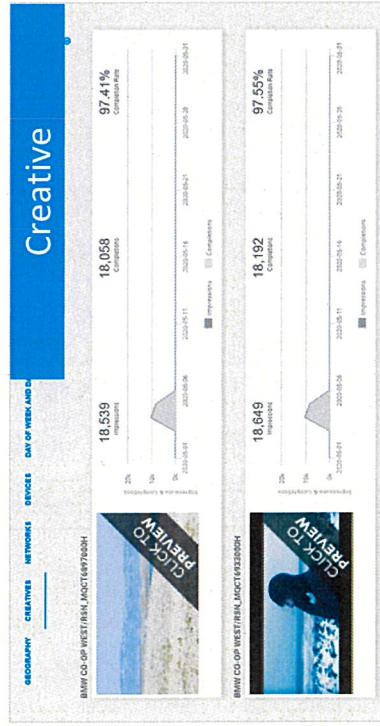 Creative
GEOGRAPHY CREATIVES NETWORKS DEVICES DAY OF WEEK AND DA
BMW CO-OP WEST/RSN_MQCT6697000H
CLICK TO
PREVIEW
18,539
Impressions
18,058
Completions
97.41%
Completion Rate
Impressions & Completions
20k
10k
0k
2020-05-01 2020-05-06 2020-05-11 2020-05-16 2020-05-21 2020-05-26 2020-05-31
Impressions Completions
BMW CO-OP WEST/RSN_MQCT6933000H
CLICK TO
PREVIEW
18,649
Impressions
18,192
Completions
97.55%
Completion Rate
Impressions & Completions
20k
10k
0k
2020-05-01 2020-05-06 2020-05-11 2020-05-16 2020-05-21 2020-05-26 2020-05-31
Impressions Completions